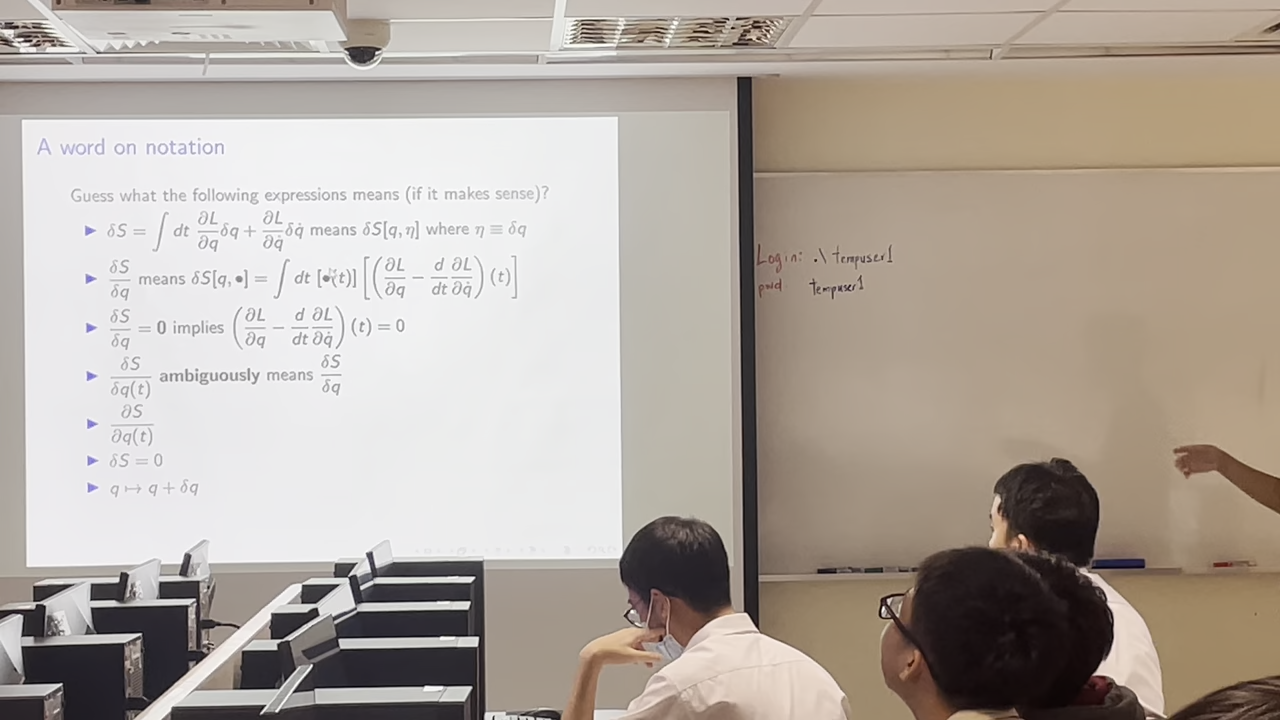 A word on notation
Guess what the following expressions means (if it makes sense)?
▶ δS = ∫ dt ∂L/∂q δq + ∂L/∂q̇ δq̇ means δS[q, η] where η ≡ δq
▶ δS/δq means δS[q, •] = ∫ dt [•(t)] [(∂L/∂q − d/dt ∂L/∂q̇) (t)]
▶ δS/δq = 0 implies (∂L/∂q − d/dt ∂L/∂q̇) (t) = 0
▶ δS/δq(t) ambiguously means δS/δq
▶ ∂S/∂q(t)
▶ δS = 0
▶ q ↦ q + δq
Login: .\ tempuser1
pwd: tempuser1